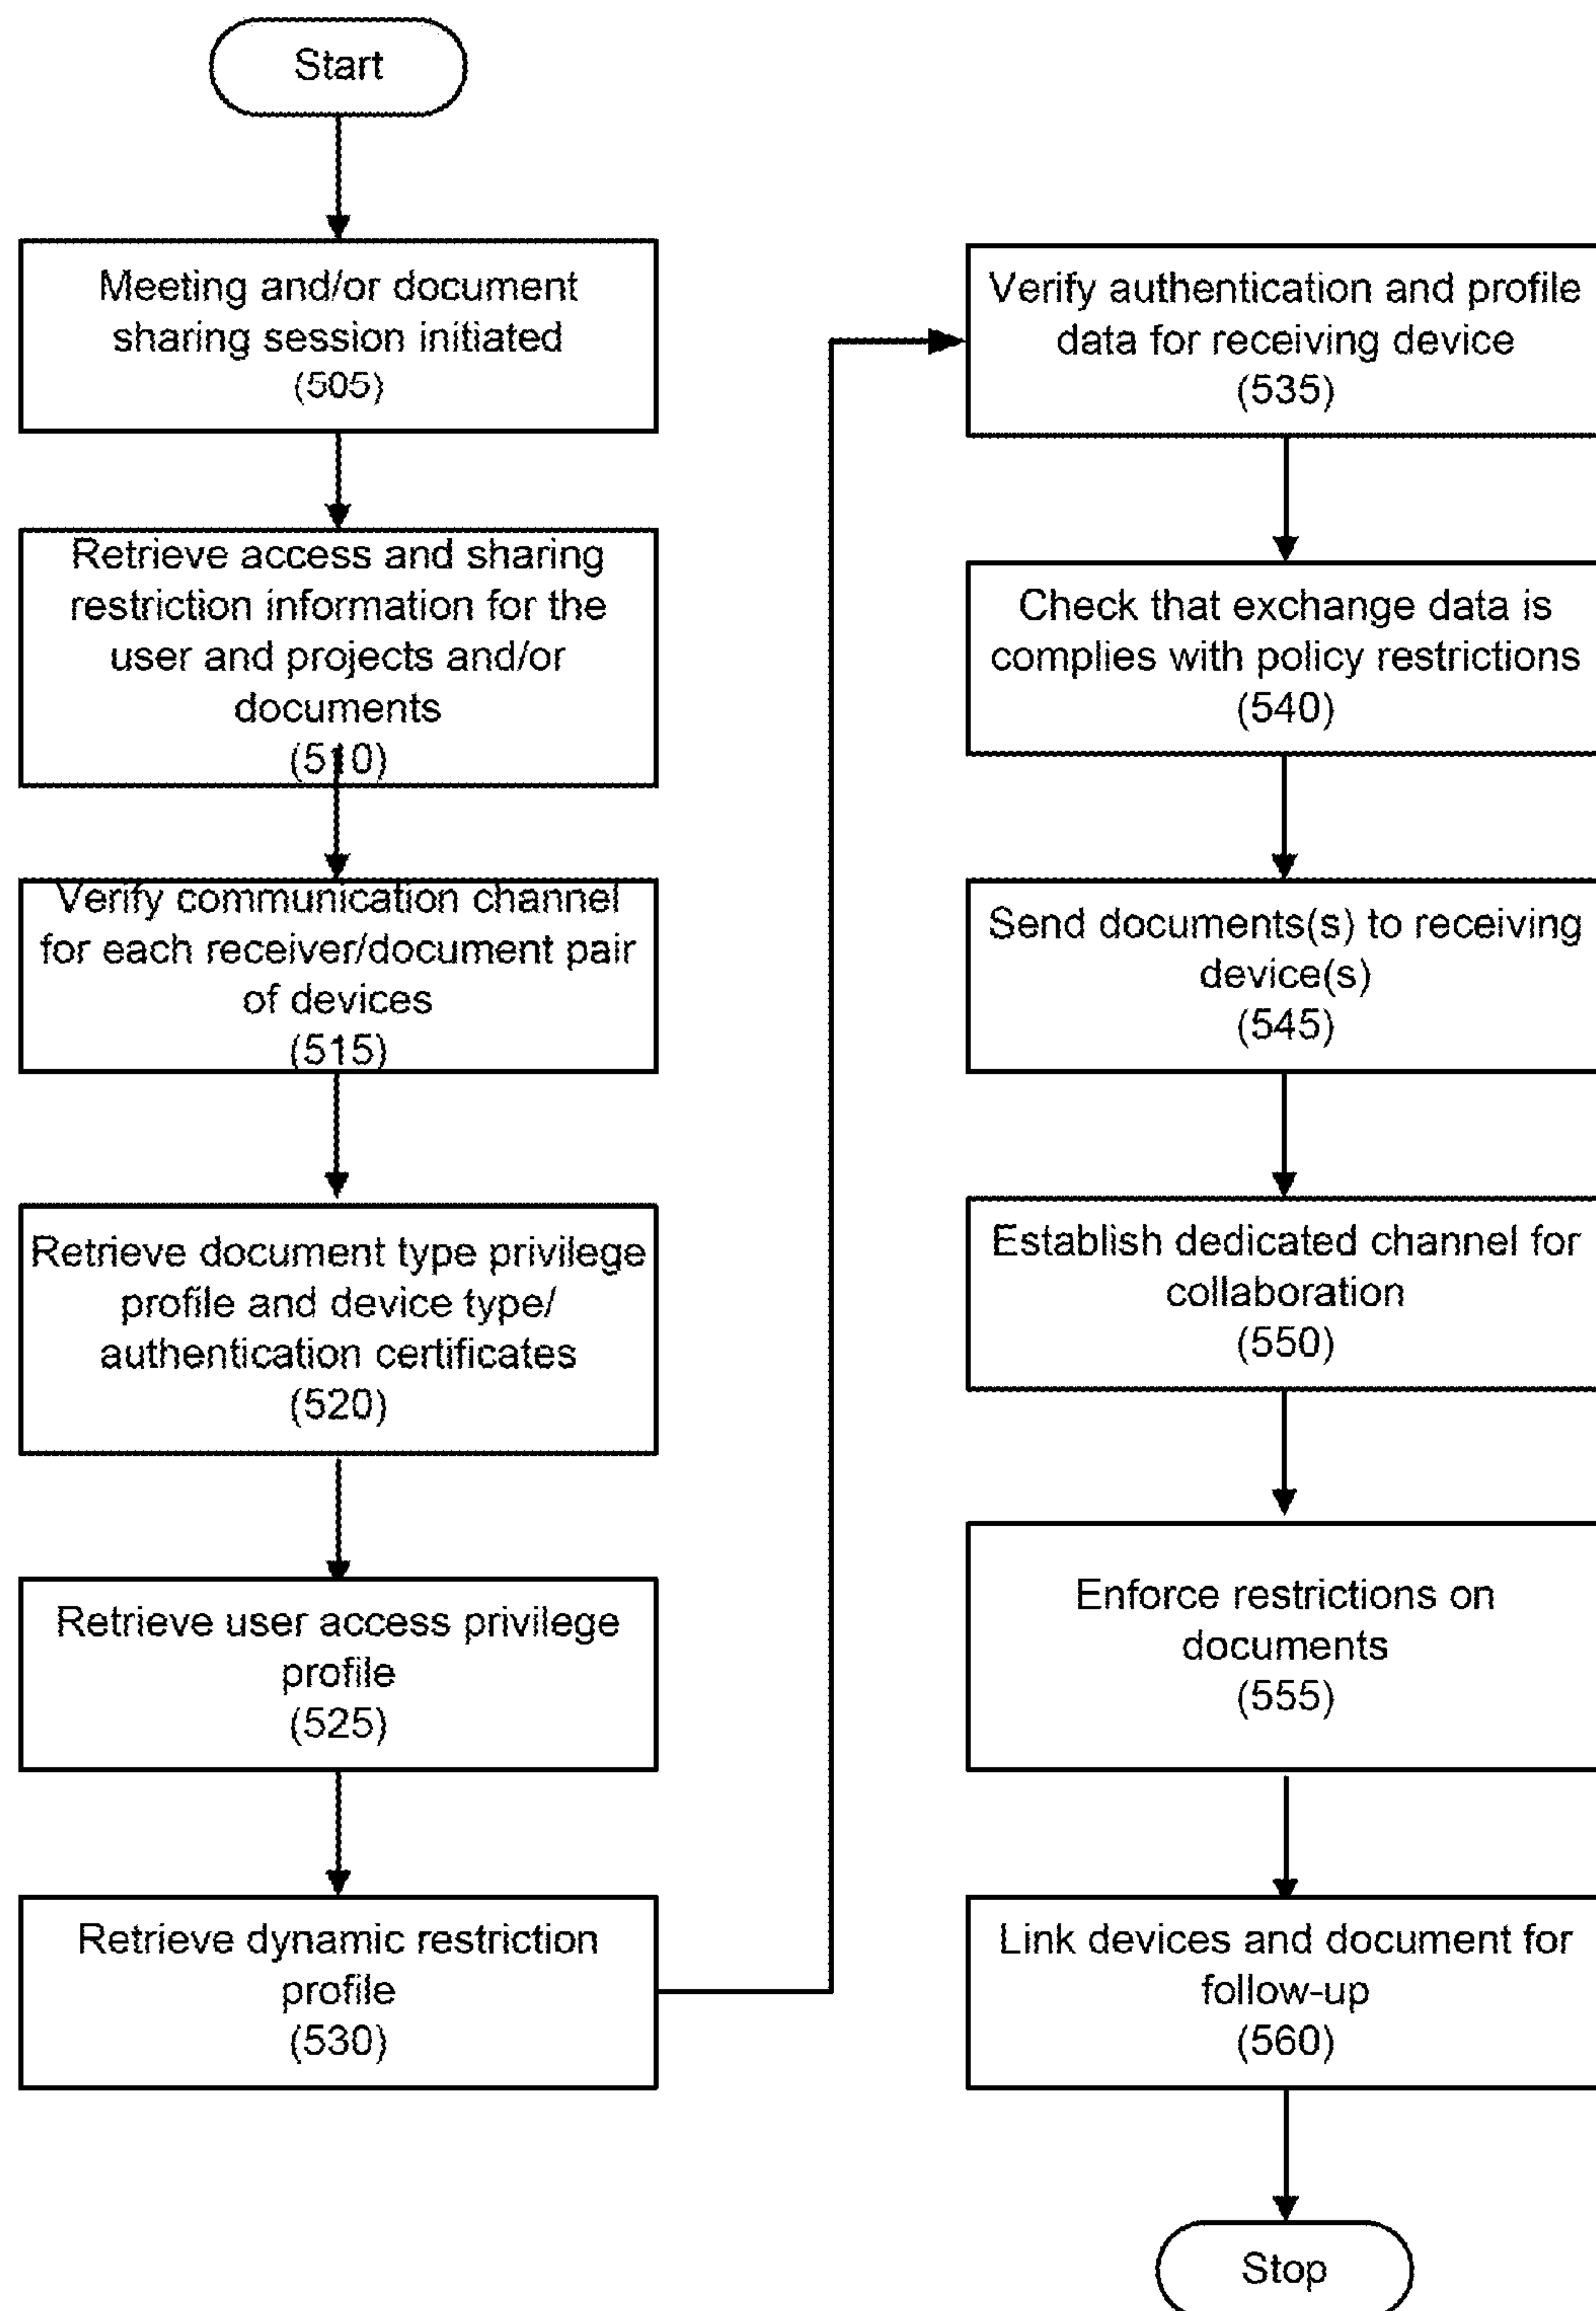 Start
Meeting and/or document
sharing session initiated
(505)
Retrieve access and sharing
restriction information for the
user and projects and/or
documents
(510)
Verify communication channel
for each receiver/document pair
of devices
(515)
Retrieve document type privilege
profile and device type/
authentication certificates
(520)
Retrieve user access privilege
profile
(525)
Retrieve dynamic restriction
profile
(530)
Verify authentication and profile
data for receiving device
(535)
Check that exchange data is
complies with policy restrictions
(540)
Send documents(s) to receiving
device(s)
(545)
Establish dedicated channel for
collaboration
(550)
Enforce restrictions on
documents
(555)
Link devices and document for
follow-up
(560)
Stop